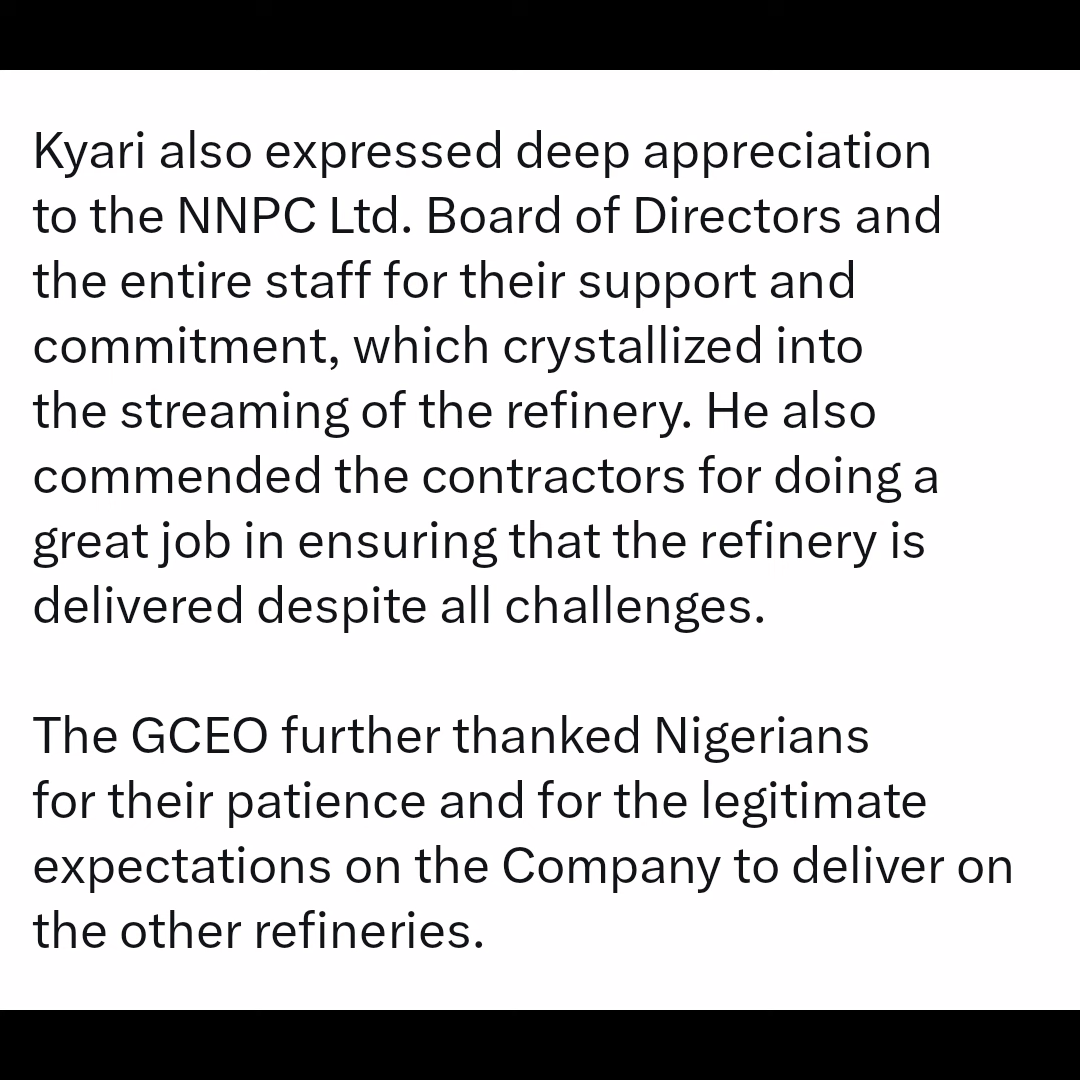 Kyari also expressed deep appreciation
to the NNPC Ltd. Board of Directors and
the entire staff for their support and
commitment, which crystallized into
the streaming of the refinery. He also
commended the contractors for doing a
great job in ensuring that the refinery is
delivered despite all challenges.
The GCEO further thanked Nigerians
for their patience and for the legitimate
expectations on the Company to deliver on
the other refineries.